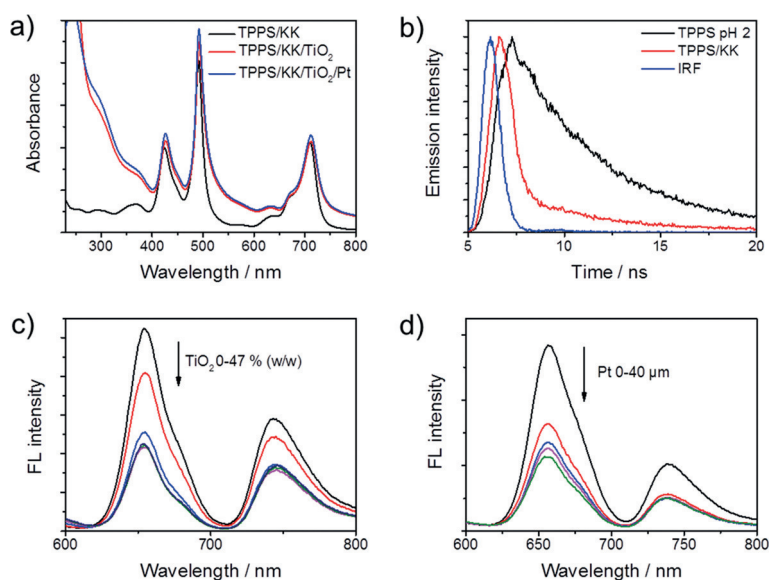 a)
TPPS/KK
TPPS/KK/TiO2
TPPS/KK/TiO2/Pt
Absorbance
300 400 500 600 700 800
Wavelength / nm
b)
TPPS pH 2
TPPS/KK
IRF
Emission intensity
5 10 15 20
Time / ns
c)
TiO2 0-47 % (w/w)
FL intensity
600 700 800
Wavelength / nm
d)
Pt 0-40 µm
FL intensity
600 650 700 750 800
Wavelength / nm